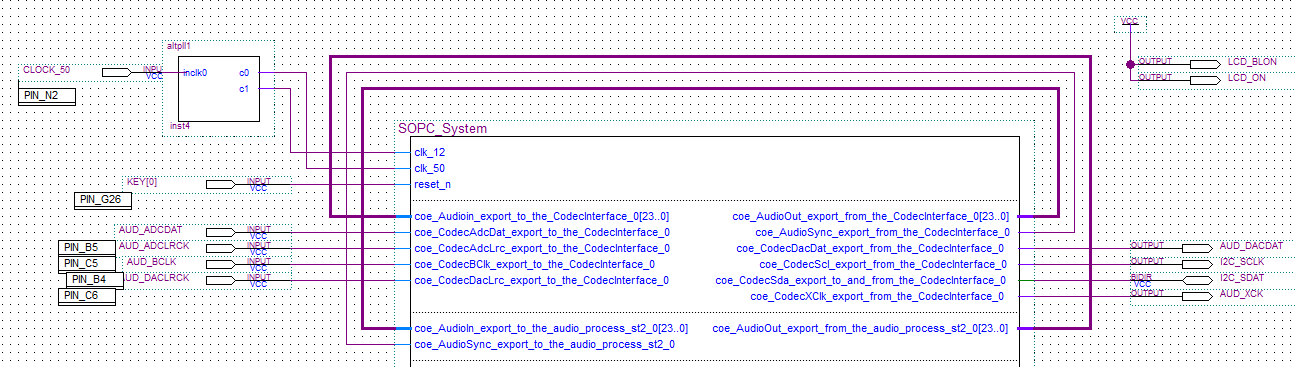 VCC
altpll1
CLOCK_50 INPU VCC inclk0 c0
c1
PIN_N2
inst4
OUTPUT LCD_BLON
OUTPUT LCD_ON
SOPC_System
clk_12
clk_50
KEY[0] INPUT VCC reset_n
PIN_G26
coe_Audioin_export_to_the_CodecInterface_0[23..0] coe_AudioOut_export_from_the_CodecInterface_0[23..0]
AUD_ADCDAT INPUT VCC coe_CodecAdcDat_export_to_the_CodecInterface_0 coe_AudioSync_export_from_the_CodecInterface_0
PIN_B5 AUD_ADCLRCK INPUT VCC coe_CodecAdcLrc_export_to_the_CodecInterface_0 coe_CodecDacDat_export_from_the_CodecInterface_0 OUTPUT AUD_DACDAT
PIN_C5 AUD_BCLK INPUT VCC coe_CodecBClk_export_to_the_CodecInterface_0 coe_CodecScl_export_from_the_CodecInterface_0 OUTPUT I2C_SCLK
PIN_B4 AUD_DACLRCK INPUT VCC coe_CodecDacLrc_export_to_the_CodecInterface_0 coe_CodecSda_export_to_and_from_the_CodecInterface_0 BIDIR VCC I2C_SDAT
PIN_C6 coe_CodecXClk_export_from_the_CodecInterface_0 OUTPUT AUD_XCK
coe_AudioIn_export_to_the_audio_process_st2_0[23..0] coe_AudioOut_export_from_the_audio_process_st2_0[23..0]
coe_AudioSync_export_to_the_audio_process_st2_0